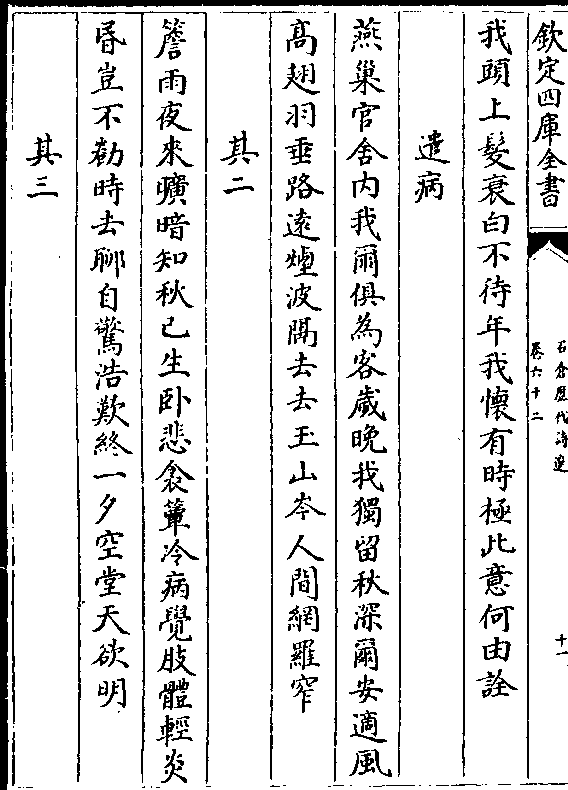 欽定四庫全書
石倉歷代詩選
卷六十二
十一
我頭上髮衰白不待年我懷有時極此意何由詮
遣病
燕巢官舍内我爾俱為客歲晚我獨留秋深爾安適風
高翅羽垂路遠煙波隔去去玉山岑人間網羅窄
其二
簷雨夜來曠暗知秋已生卧悲衾簟冷病覺肢體輕炎
昏豈不勌時去聊自驚浩歎終一夕空堂天欲明
其三